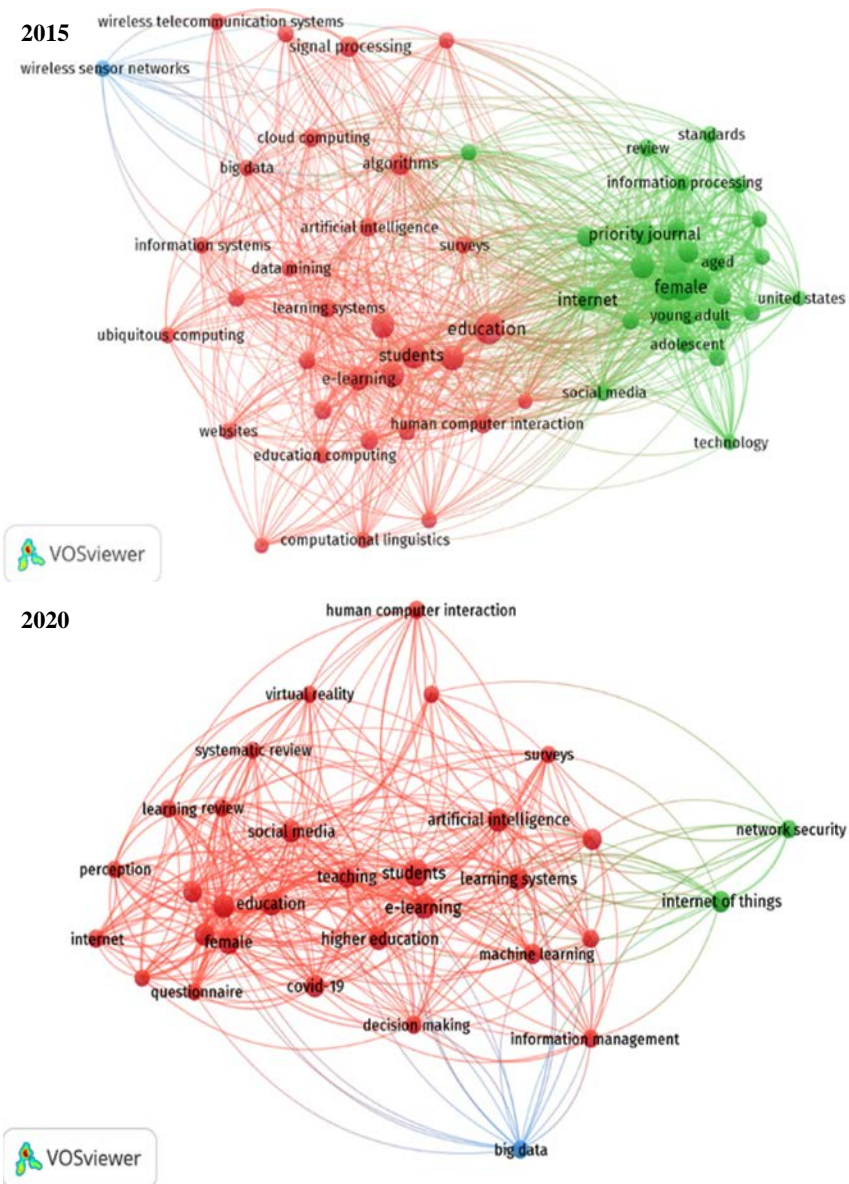 2015
wireless telecommunication systems
signal processing
wireless sensor networks
cloud computing
big data
algorithms
standards
review
information processing
artificial intelligence
information systems
surveys
priority journal
data mining
aged
female
internet
united states
learning systems
young adult
education
ubiquitous computing
adolescent
students
e-learning
social media
human computer interaction
websites
technology
education computing
computational linguistics
VOSviewer
2020
human computer interaction
virtual reality
systematic review
surveys
learning review
artificial intelligence
social media
network security
perception
teaching students
learning systems
education
e-learning
internet of things
internet
female
higher education
machine learning
questionnaire
covid-19
decision making
information management
big data
VOSviewer